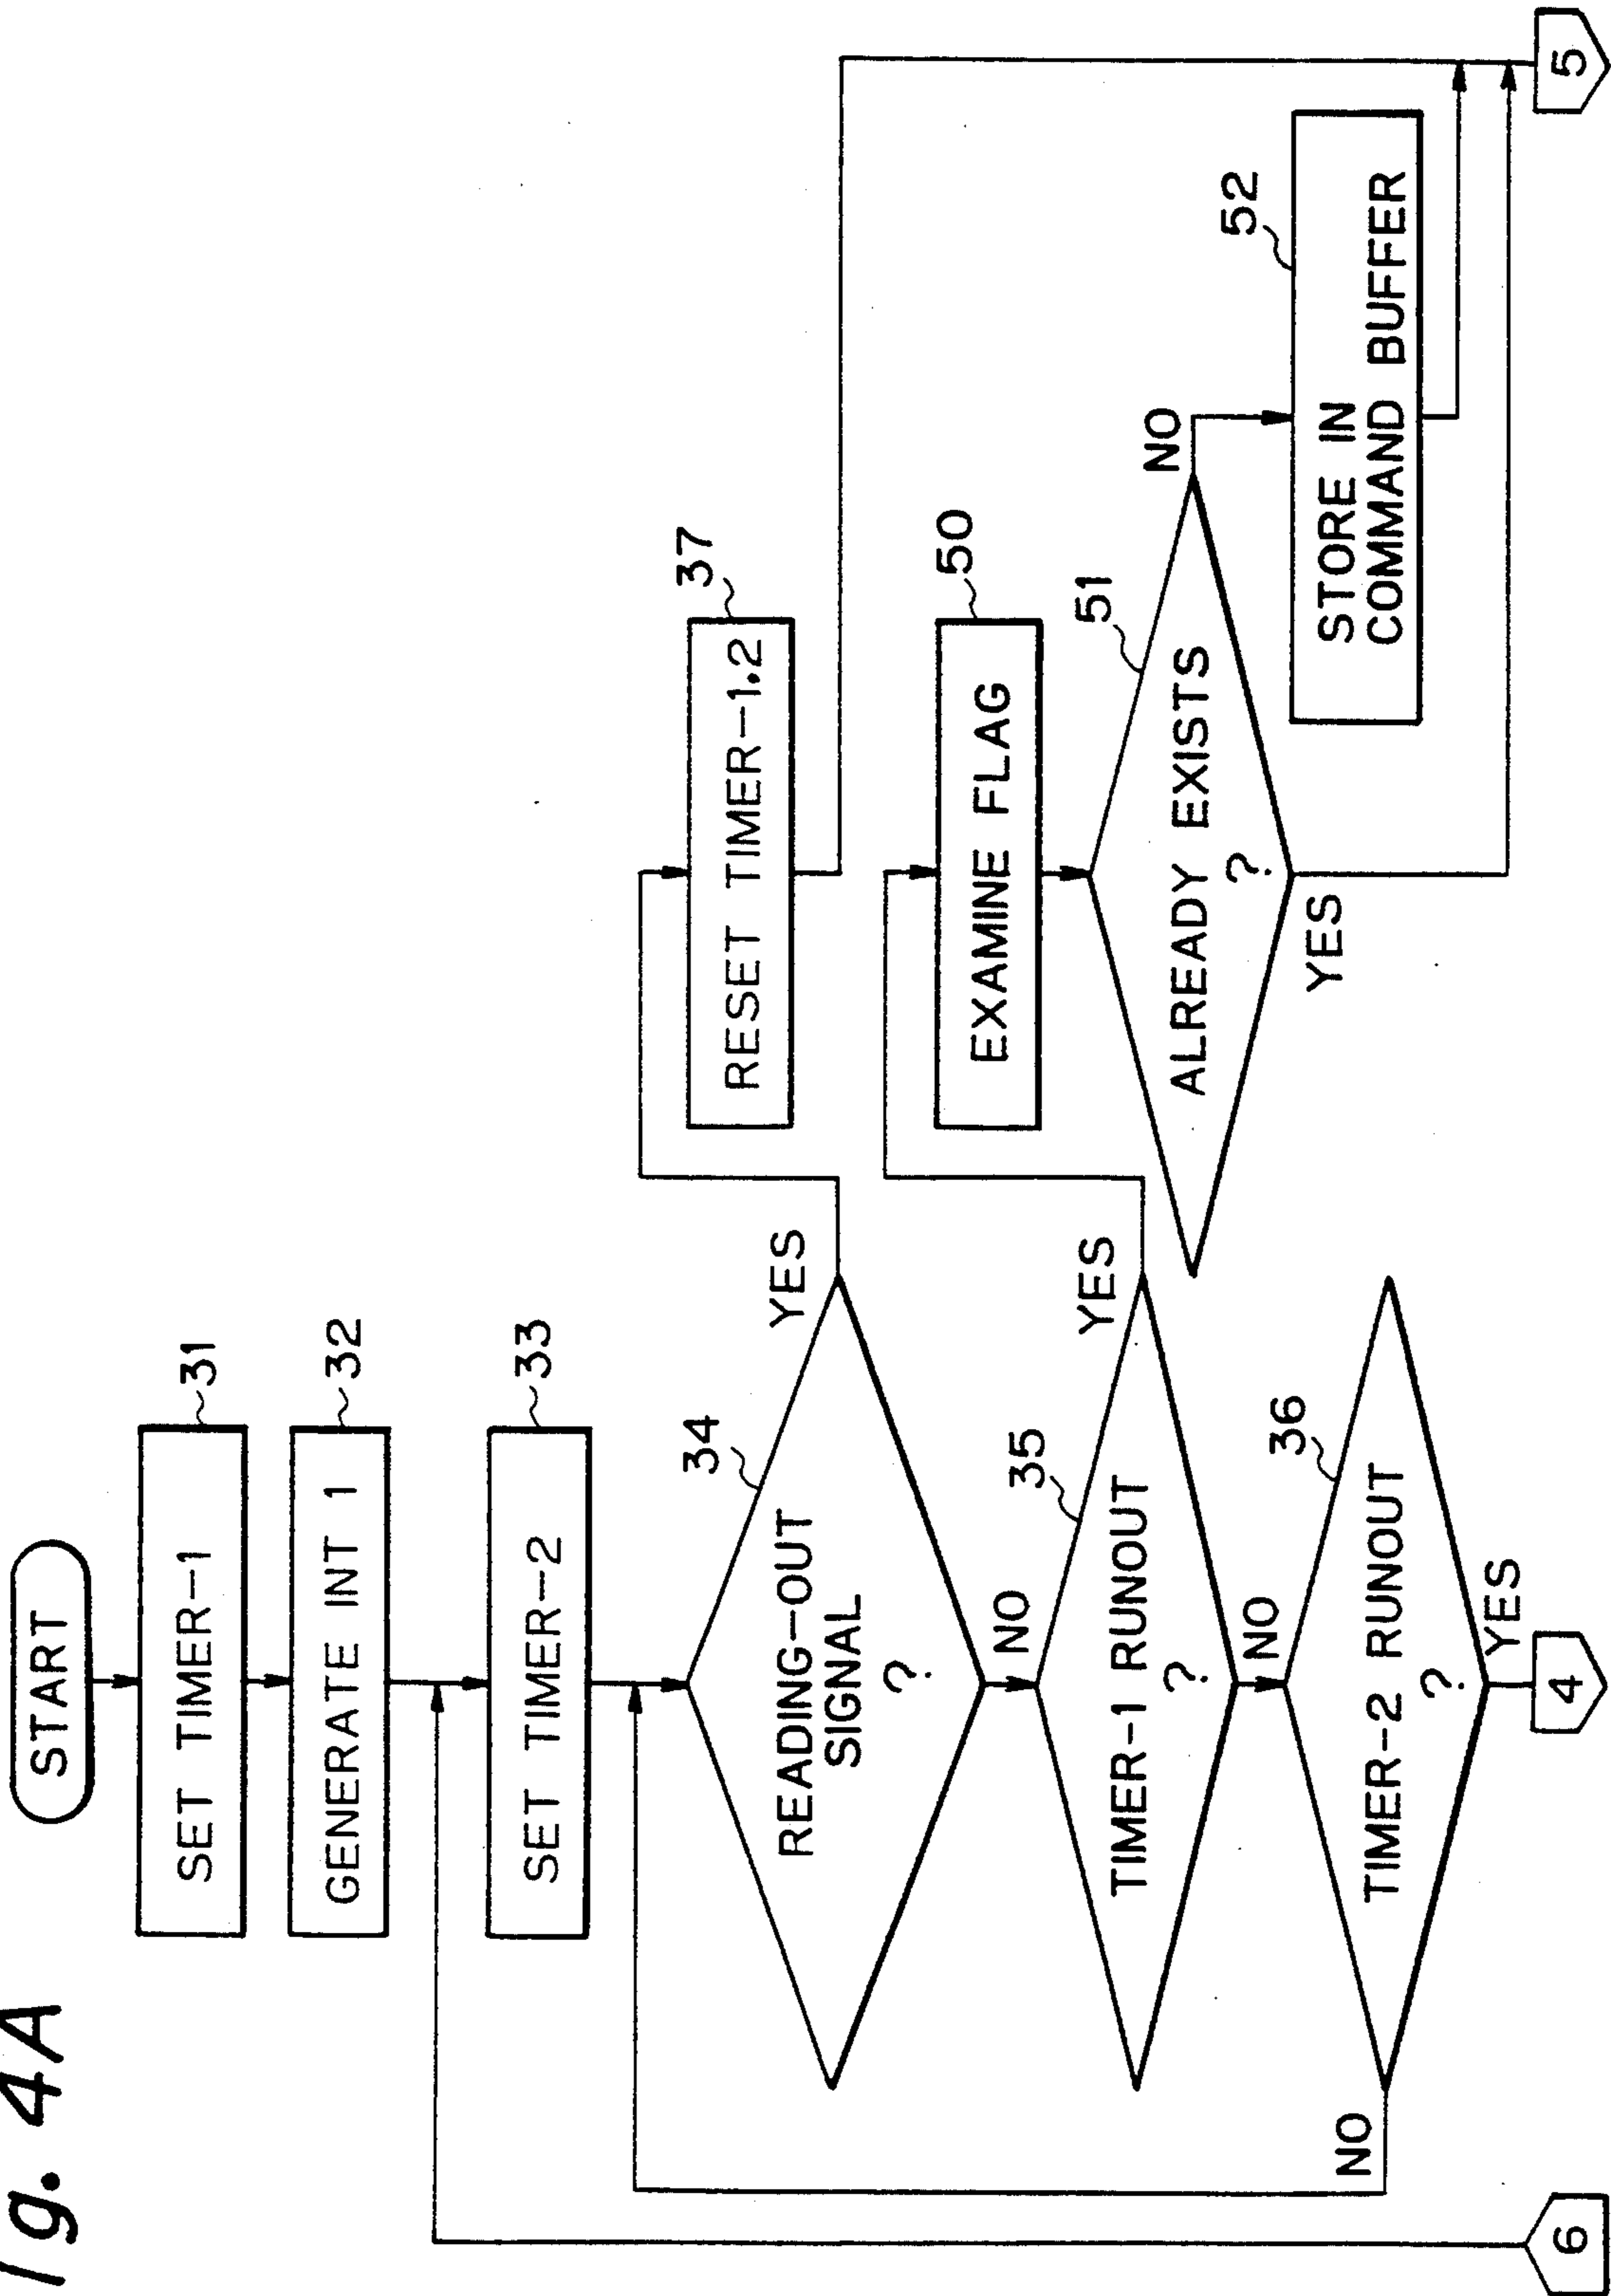 ig. 4A
START
SET TIMER-1
31
GENERATE INT 1
32
SET TIMER-2
33
READING-OUT
SIGNAL
?
34
YES
NO
RESET TIMER-1.2
37
TIMER-1 RUNOUT
?
35
YES
NO
EXAMINE FLAG
50
ALREADY EXISTS
?
51
NO
YES
STORE IN
COMMAND BUFFER
52
TIMER-2 RUNOUT
?
36
NO
YES
6
4
5